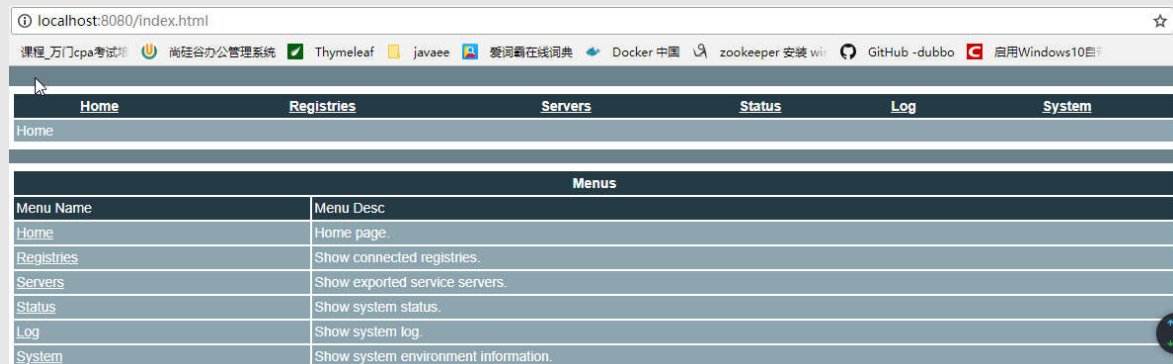 localhost:8080/index.html
课程_万门cpa考试 尚硅谷办公管理系统 Thymeleaf javaee 爱词霸在线词典 Docker 中国 zookeeper 安装 GitHub -dubbo 启用Windows10自
Home Registries Servers Status Log System
Home
Menus
Menu Name Menu Desc
Home Home page.
Registries Show connected registries.
Servers Show exported service servers.
Status Show system status.
Log Show system log.
System Show system environment information.